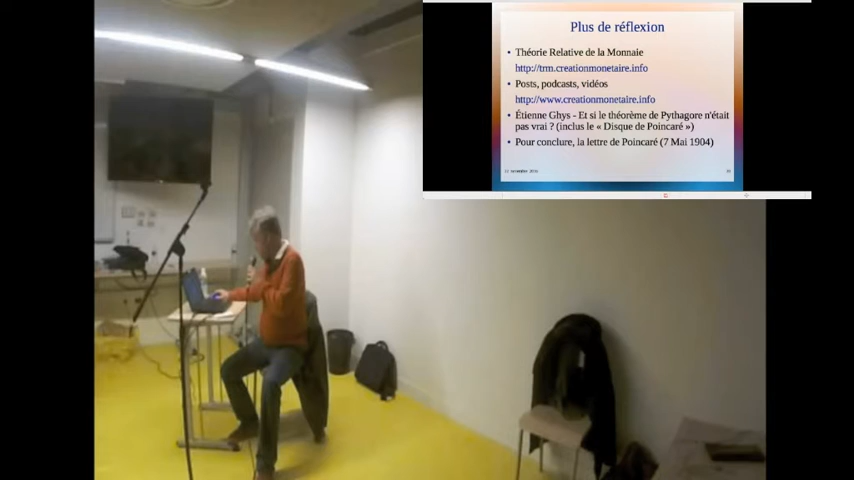 Plus de réflexion
• Théorie Relative de la Monnaie
http://trm.creationmonetaire.info
• Posts, podcasts, vidéos
http://www.creationmonetaire.info
• Étienne Ghys - Et si le théorème de Pythagore n'était
pas vrai ? (inclus le « Disque de Poincaré »)
• Pour conclure, la lettre de Poincaré (7 Mai 1904)